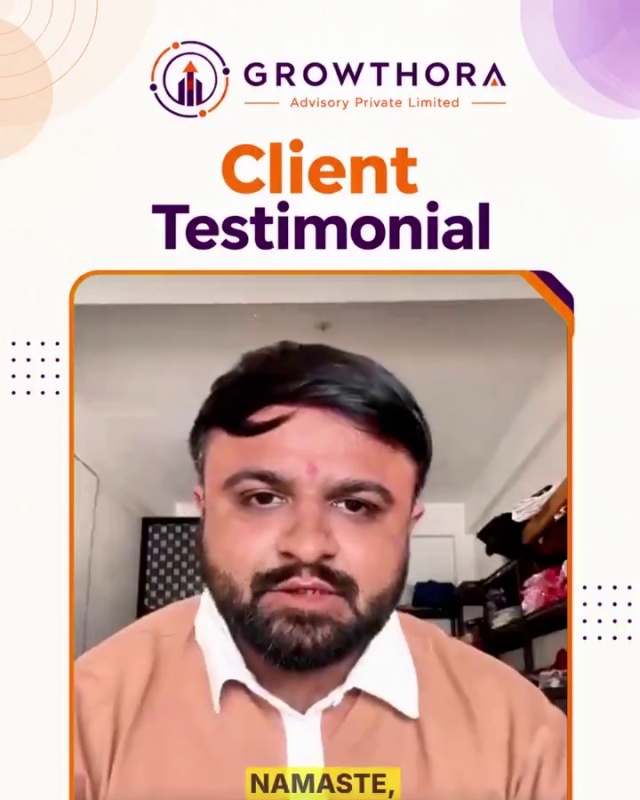 GROWTHORA
Advisory Private Limited
Client
Testimonial
NAMASTE,